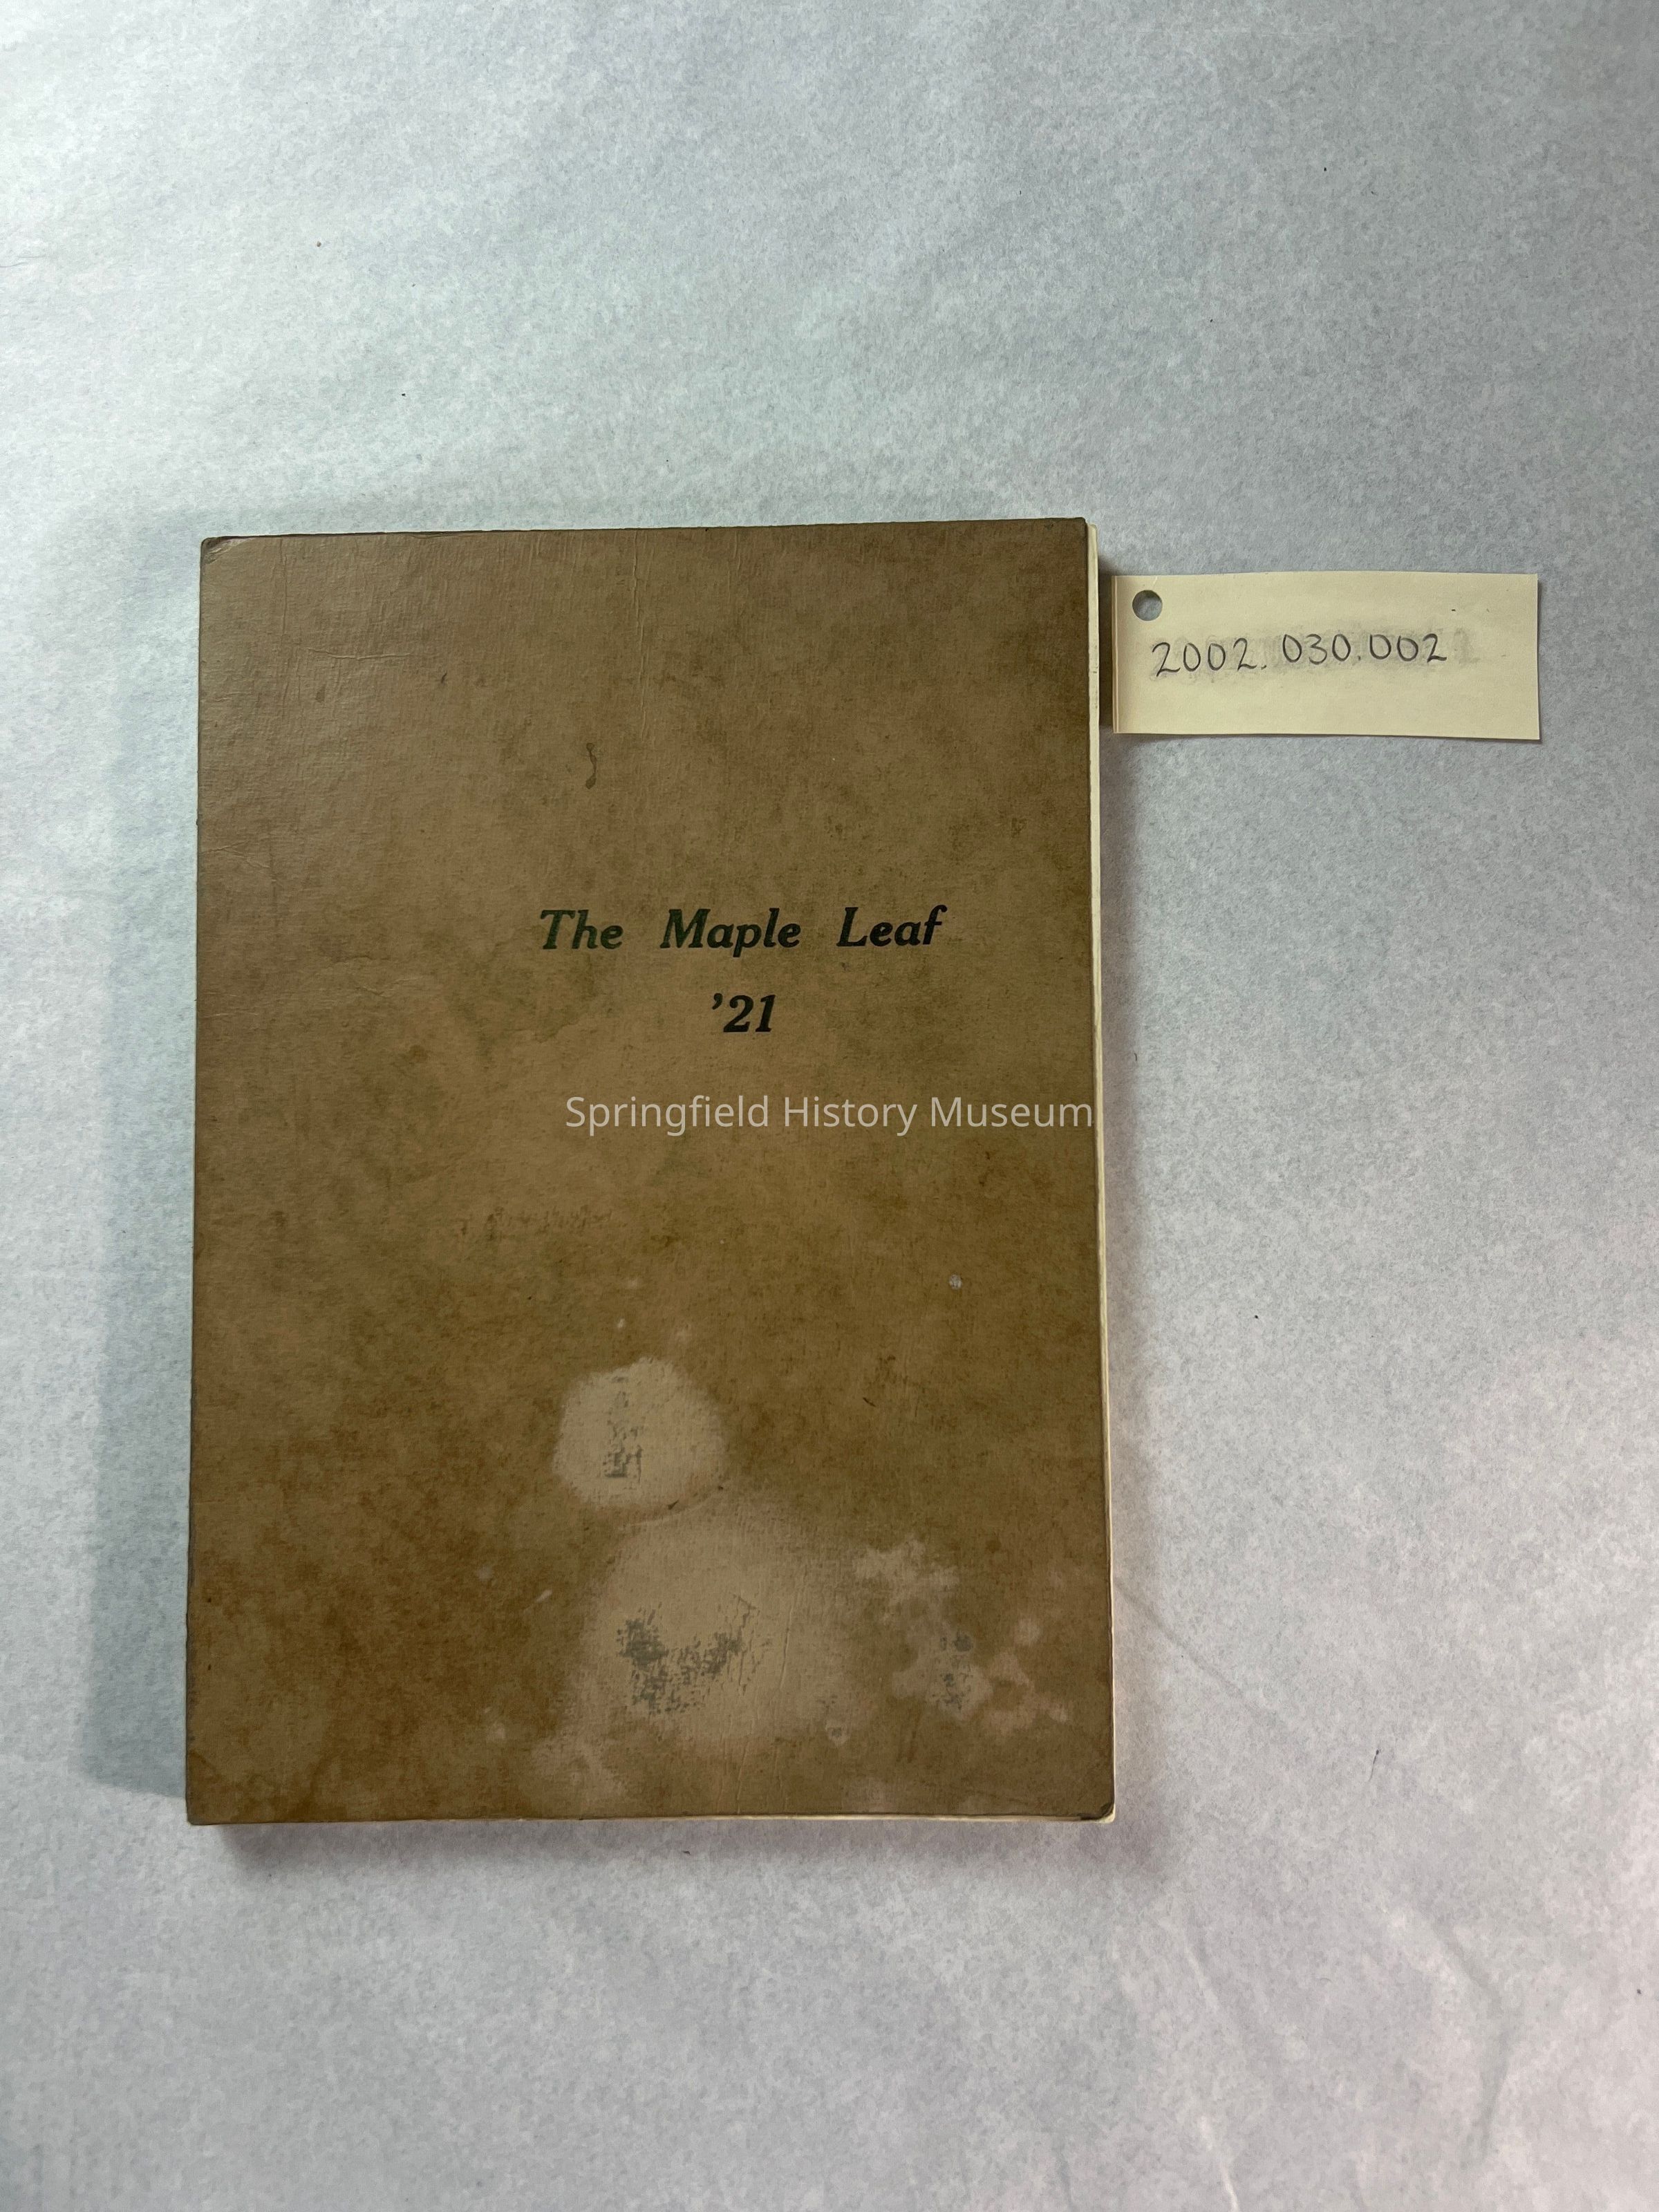 2002.030.002
The Maple Leaf
'21
Springfield History Museum